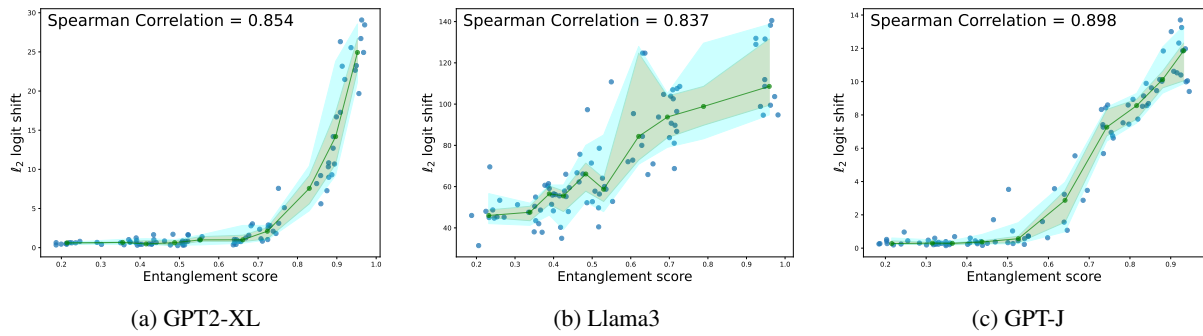 Spearman Correlation = 0.854
30
25
20
15
10
5
0
ℓ₂ logit shift
0.2 0.3 0.4 0.5 0.6 0.7 0.8 0.9 1.0
Entanglement score
(a) GPT2-XL
Spearman Correlation = 0.837
140
120
100
80
60
40
ℓ₂ logit shift
0.2 0.3 0.4 0.5 0.6 0.7 0.8 0.9 1.0
Entanglement score
(b) Llama3
Spearman Correlation = 0.898
14
12
10
8
6
4
2
0
ℓ₂ logit shift
0.2 0.3 0.4 0.5 0.6 0.7 0.8 0.9
Entanglement score
(c) GPT-J